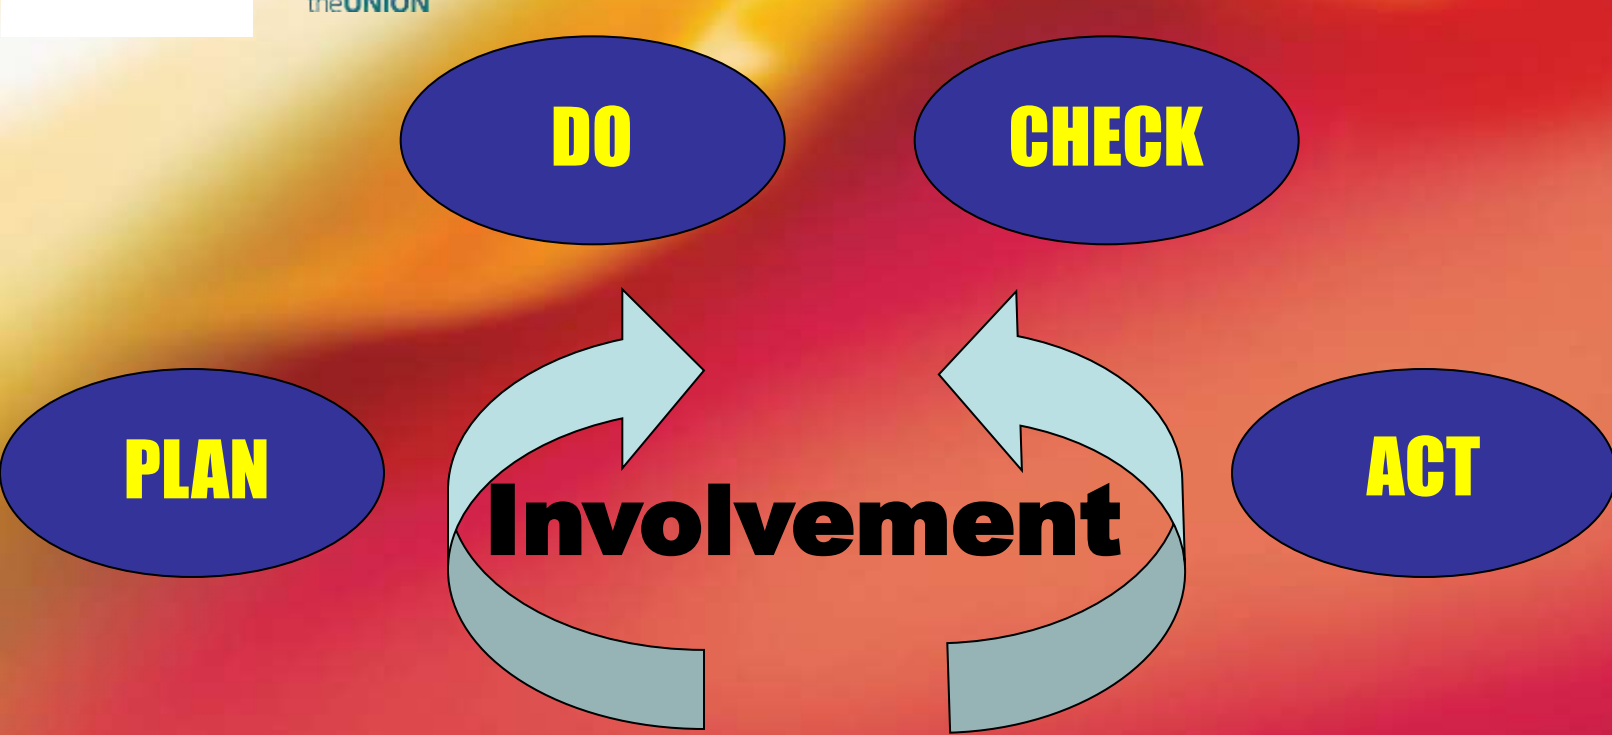 theUNION
DO
CHECK
PLAN
ACT
Involvement